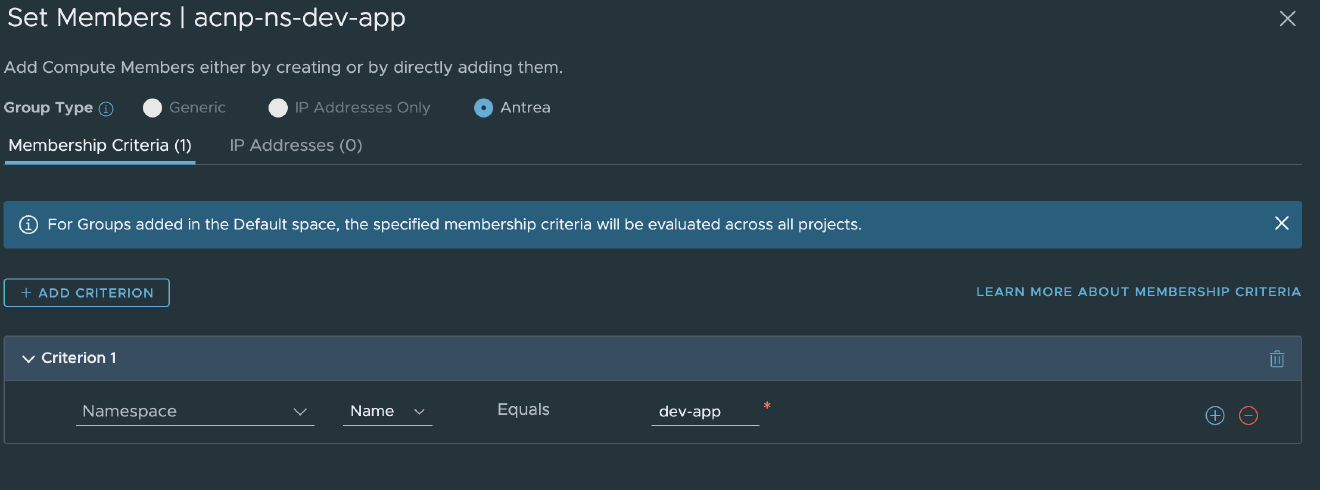 Set Members | acnp-ns-dev-app
Add Compute Members either by creating or by directly adding them.
Group Type Generic IP Addresses Only Antrea
Membership Criteria (1) IP Addresses (0)
For Groups added in the Default space, the specified membership criteria will be evaluated across all projects.
+ ADD CRITERION LEARN MORE ABOUT MEMBERSHIP CRITERIA
Criterion 1
Namespace Name Equals dev-app *